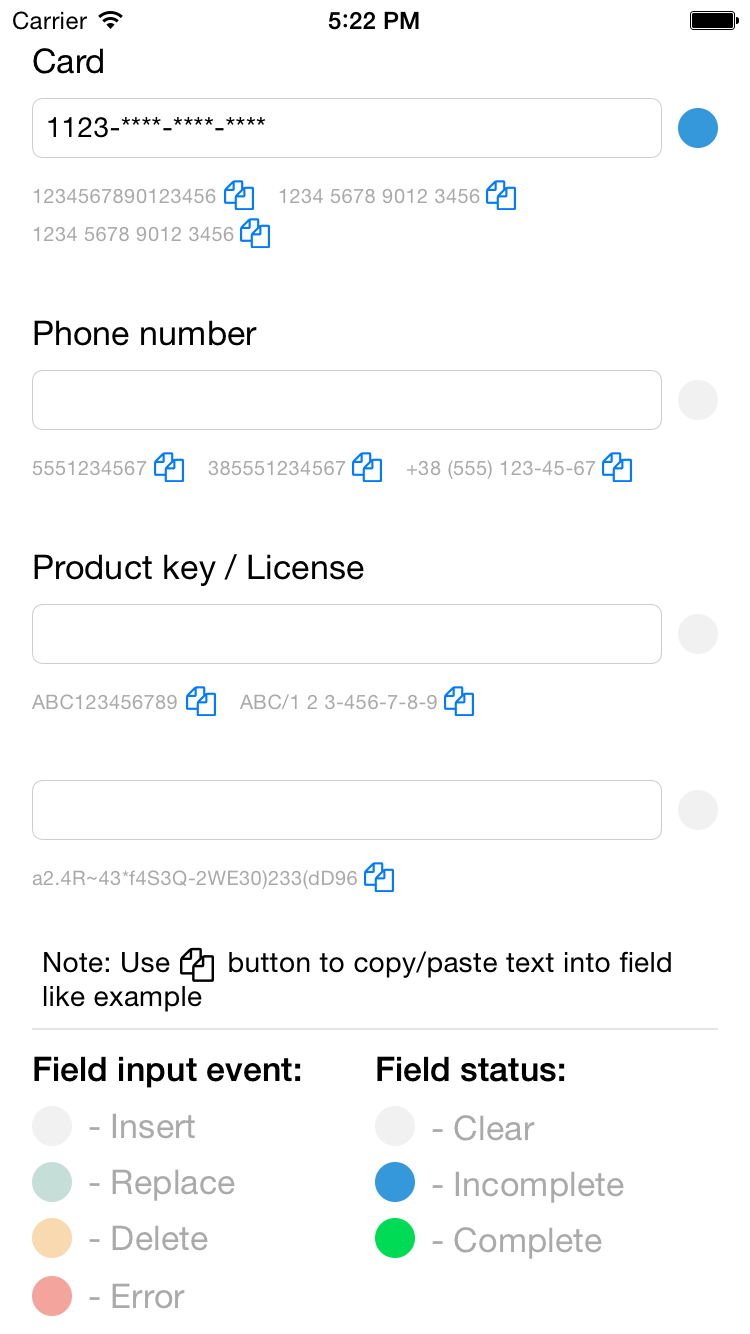 Carrier 5:22 PM
Card
1123-****-****-****
1234567890123456 1234 5678 9012 3456
1234 5678 9012 3456
Phone number
5551234567 385551234567 +38 (555) 123-45-67
Product key / License
ABC123456789 ABC/1 2 3-456-7-8-9
a2.4R~43*f4S3Q-2WE30)233(dD96
Note: Use button to copy/paste text into field
like example
Field input event: Field status:
- Insert - Clear
- Replace - Incomplete
- Delete - Complete
- Error